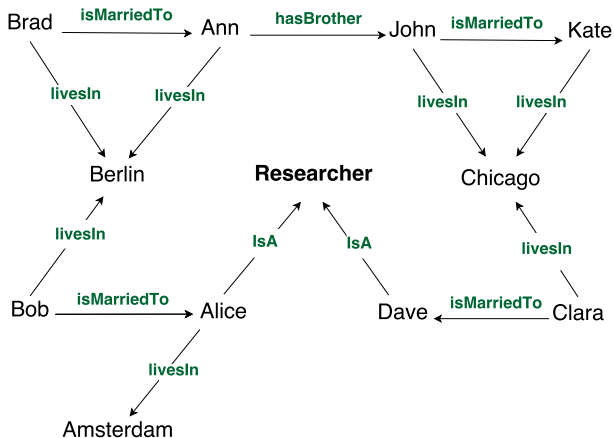 Brad isMarriedTo Ann hasBrother John isMarriedTo Kate
livesIn livesIn livesIn livesIn
Berlin Researcher Chicago
livesIn IsA IsA livesIn
Bob isMarriedTo Alice Dave isMarriedTo Clara
livesIn
Amsterdam